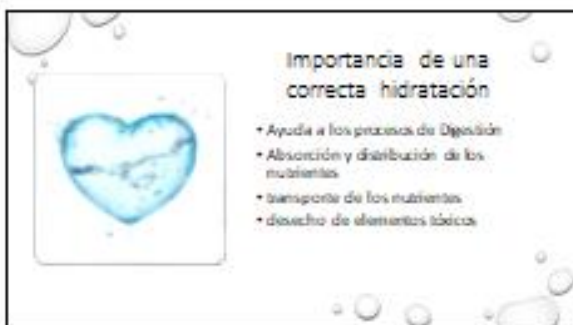 Importancia de una
correcta hidratación
• Ayuda a los procesos de Digestión
• Absorción y distribución de los
nutrientes
• transporte de los nutrientes
• desecho de elementos tóxicos